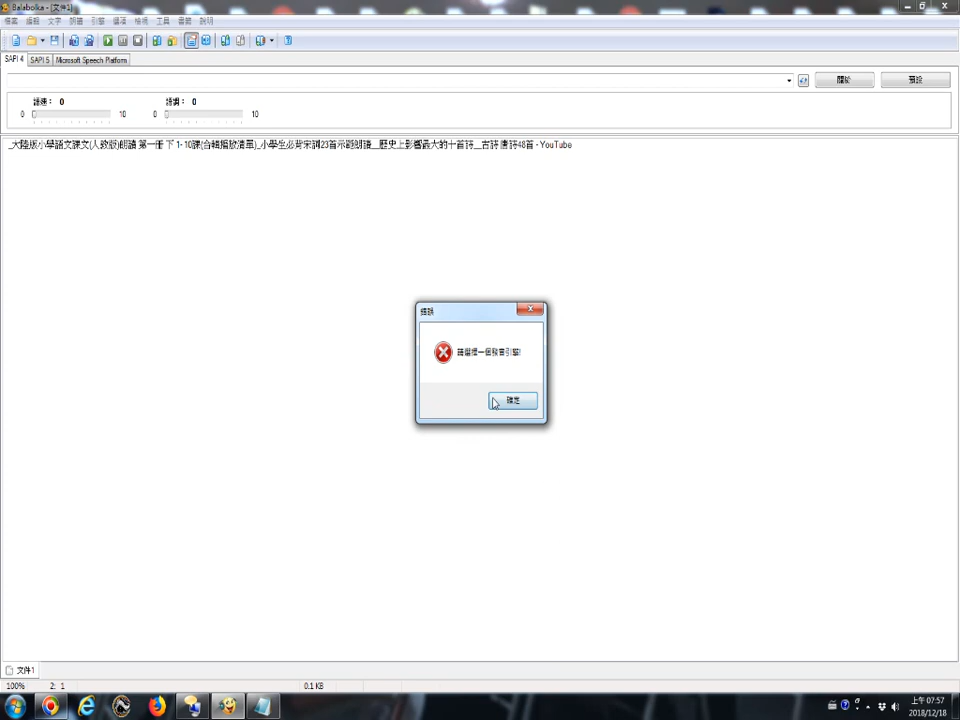 Balabolka - [文件1]
檔案 編輯 文字 朗讀 引擎 選項 檢視 工具 書籤 說明
SAPI 4 SAPI 5 Microsoft Speech Platform
關於 預設
語速： 0 語調： 0
0 10 0 10
_大陸版小學語文課文(人教版)朗讀 第一冊 下 1-10課(合輯播放清單)_小學生必背宋詞23首示範朗讀__歷史上影響最大的十首詩__古詩 唐詩48首 - YouTube
錯誤
請選擇一個發音引擎!
確定
文件1
100% 2: 1 0.1 KB
上午 07:57
2018/12/18